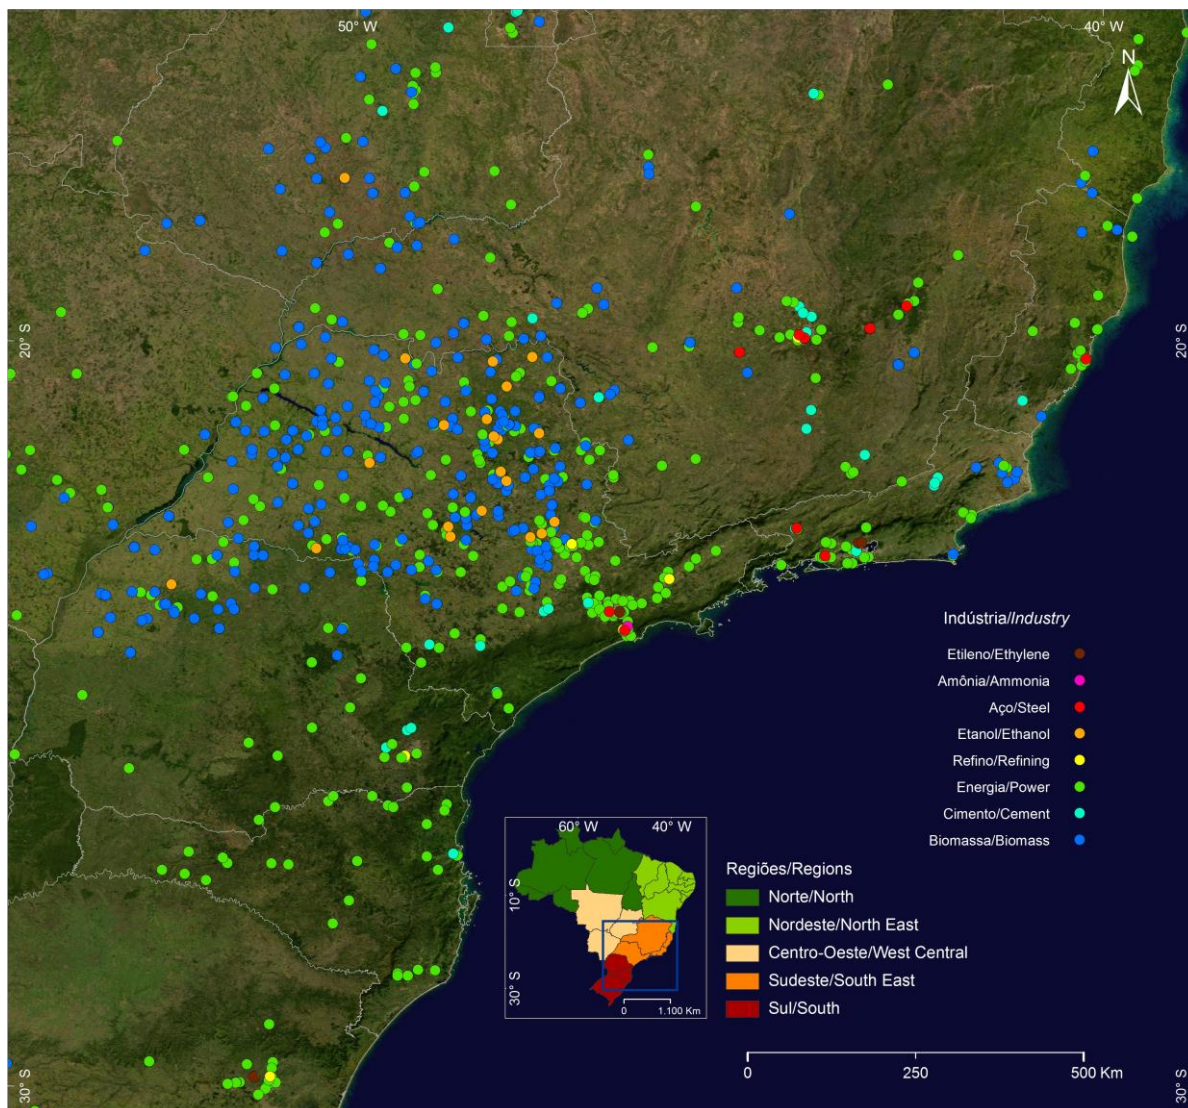 50° W
40° W
N
20° S
20° S
Indústria/Industry
Etileno/Ethylene
Amônia/Ammonia
Aço/Steel
Etanol/Ethanol
Refino/Refining
Energia/Power
Cimento/Cement
Biomassa/Biomass
60° W
40° W
10° S
30° S
0
1.100 Km
Regiões/Regions
Norte/North
Nordeste/North East
Centro-Oeste/West Central
Sudeste/South East
Sul/South
0
250
500 Km
30° S
30° S